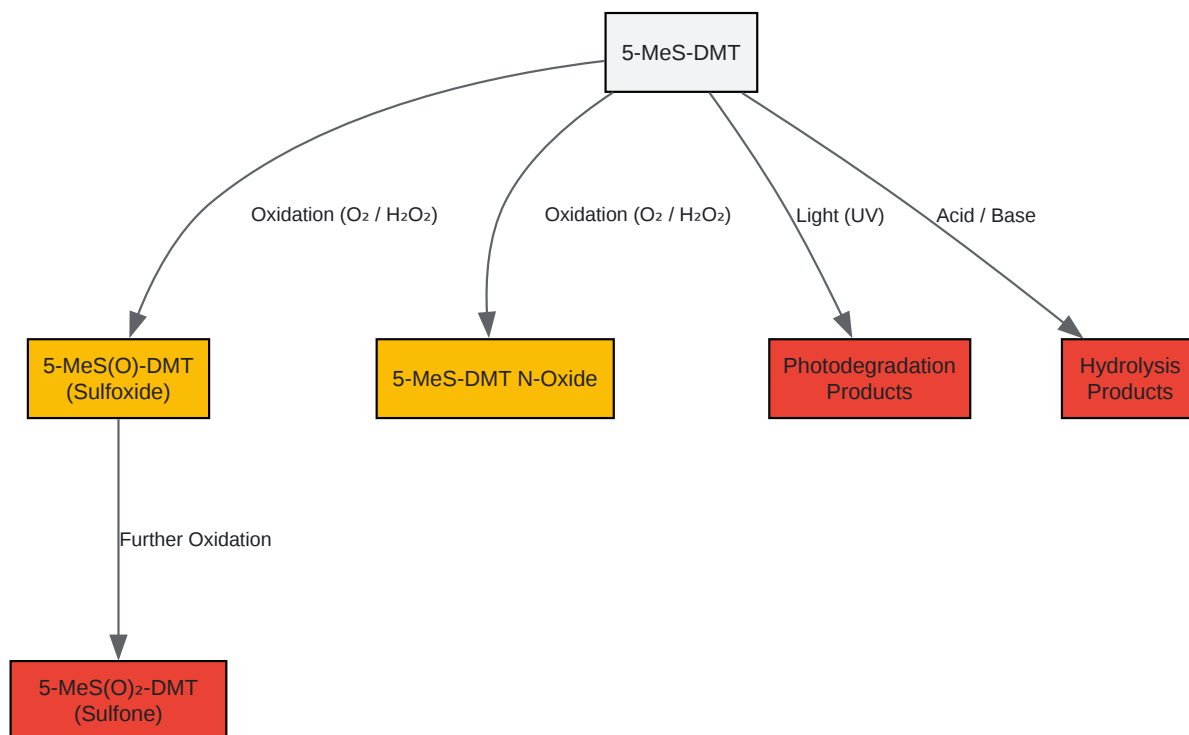 5-MeS-DMT
Oxidation (O₂ / H₂O₂)
Oxidation (O₂ / H₂O₂)
Light (UV)
Acid / Base
5-MeS(O)-DMT
(Sulfoxide)
5-MeS-DMT N-Oxide
Photodegradation
Products
Hydrolysis
Products
Further Oxidation
5-MeS(O)₂-DMT
(Sulfone)